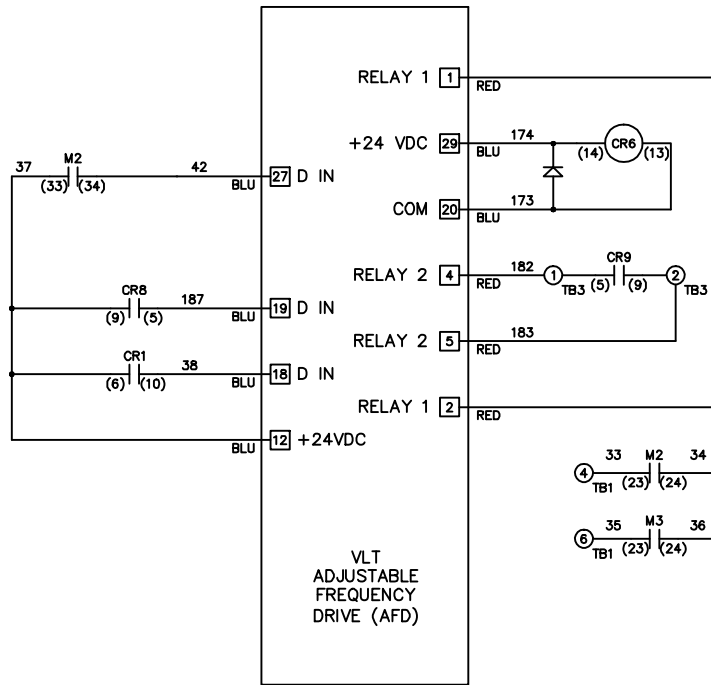 RELAY 1 1 RED
37 M2 42 +24 VDC 29 174 BLU (14) CR6 (13)
(33) (34) BLU 27 D IN
COM 20 173 BLU
RELAY 2 4 182 RED 1 TB3 CR9 (5) (9) 2 TB3
CR8 187 (9) (5) BLU 19 D IN
RELAY 2 5 183 RED
CR1 38 (6) (10) BLU 18 D IN
RELAY 1 2 RED
BLU 12 +24VDC
4 TB1 33 M2 34 (23) (24)
6 TB1 35 M3 36 (23) (24)
VLT
ADJUSTABLE
FREQUENCY
DRIVE (AFD)